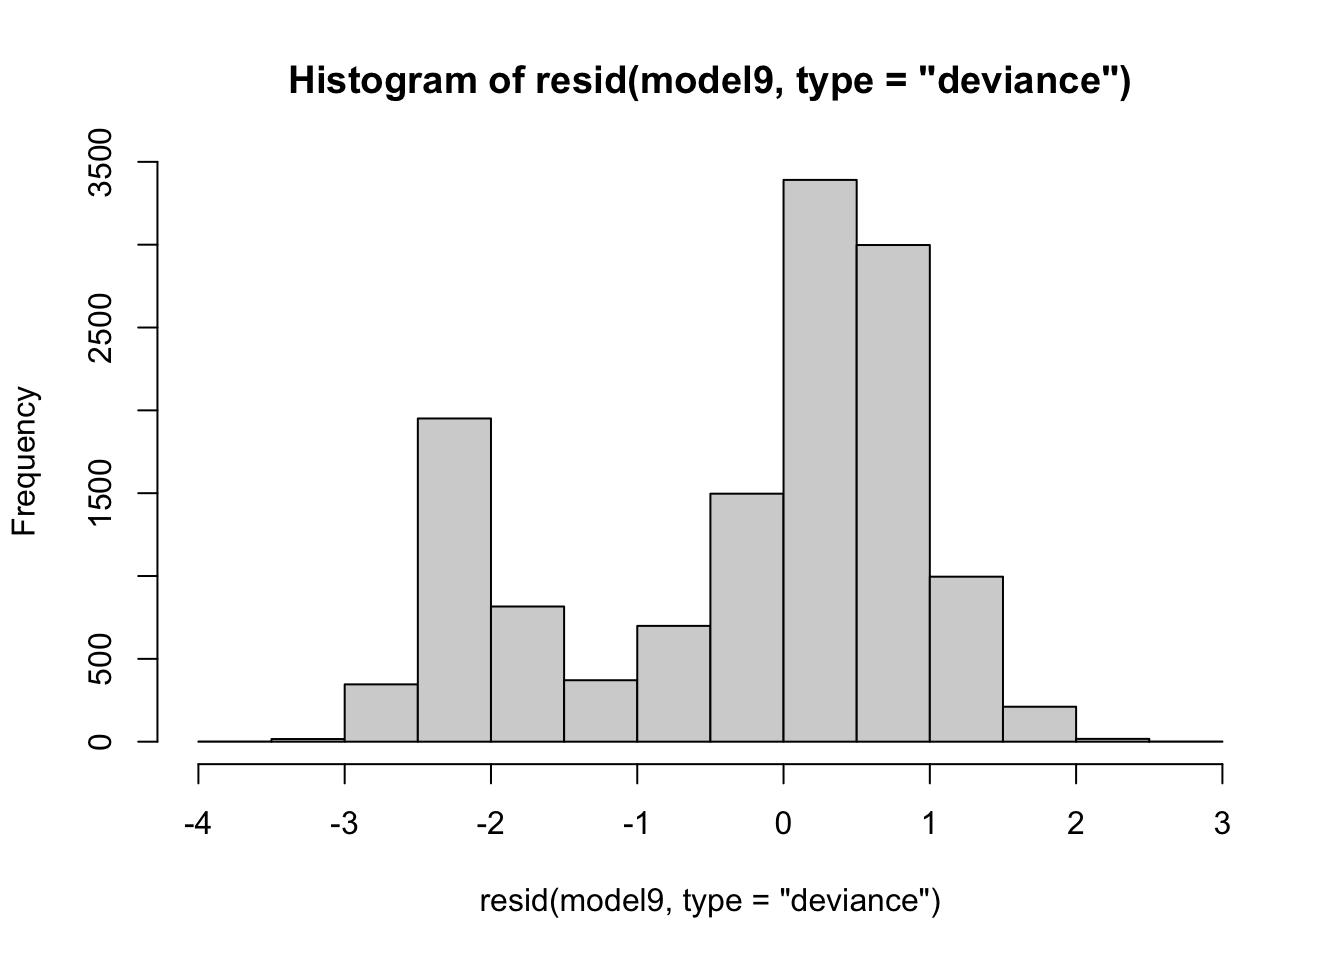 Histogram of resid(model9, type = "deviance")
Frequency
3500
2500
1500
500
0
-4 -3 -2 -1 0 1 2 3
resid(model9, type = "deviance")